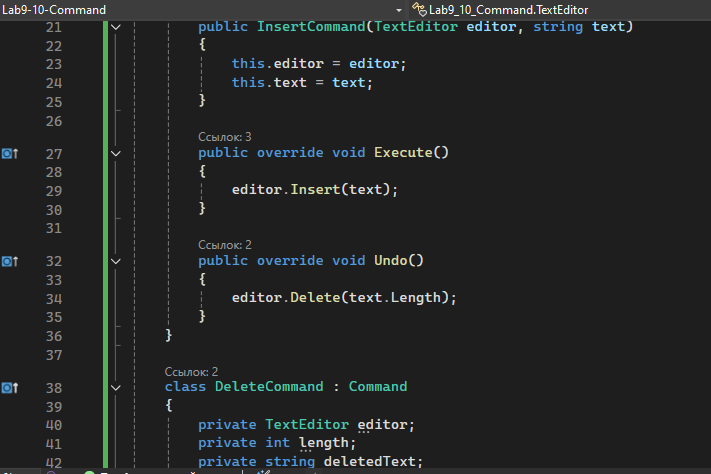 Lab9-10-Command Lab9_10_Command.TextEditor
21 public InsertCommand(TextEditor editor, string text)
22 {
23 this.editor = editor;
24 this.text = text;
25 }
26
Ссылок: 3
27 public override void Execute()
28 {
29 editor.Insert(text);
30 }
31
Ссылок: 2
32 public override void Undo()
33 {
34 editor.Delete(text.Length);
35 }
36 }
37
Ссылок: 2
38 class DeleteCommand : Command
39 {
40 private TextEditor editor;
41 private int length;
42 private string deletedText;